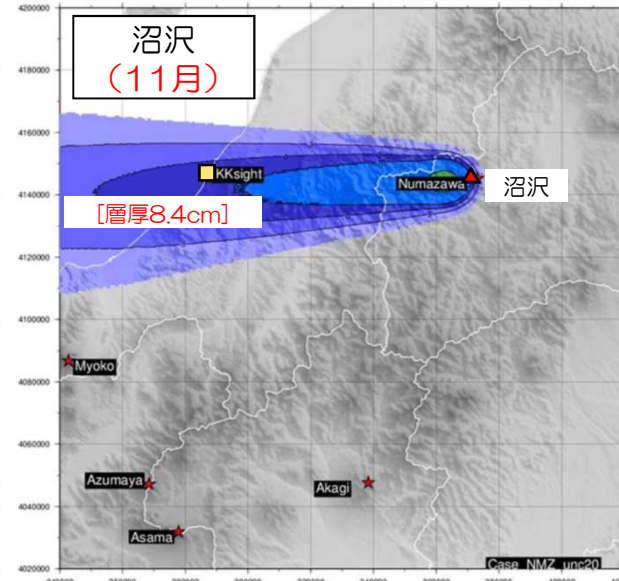 4200000
沼沢
(11月)
4180000
4160000
KKsight
Numazawa
沼沢
4140000
[層厚8.4cm]
4120000
4100000
Myoko
4080000
4060000
Azumaya
Akagi
4040000
Asama
Case_NMZ_unc20
4020000